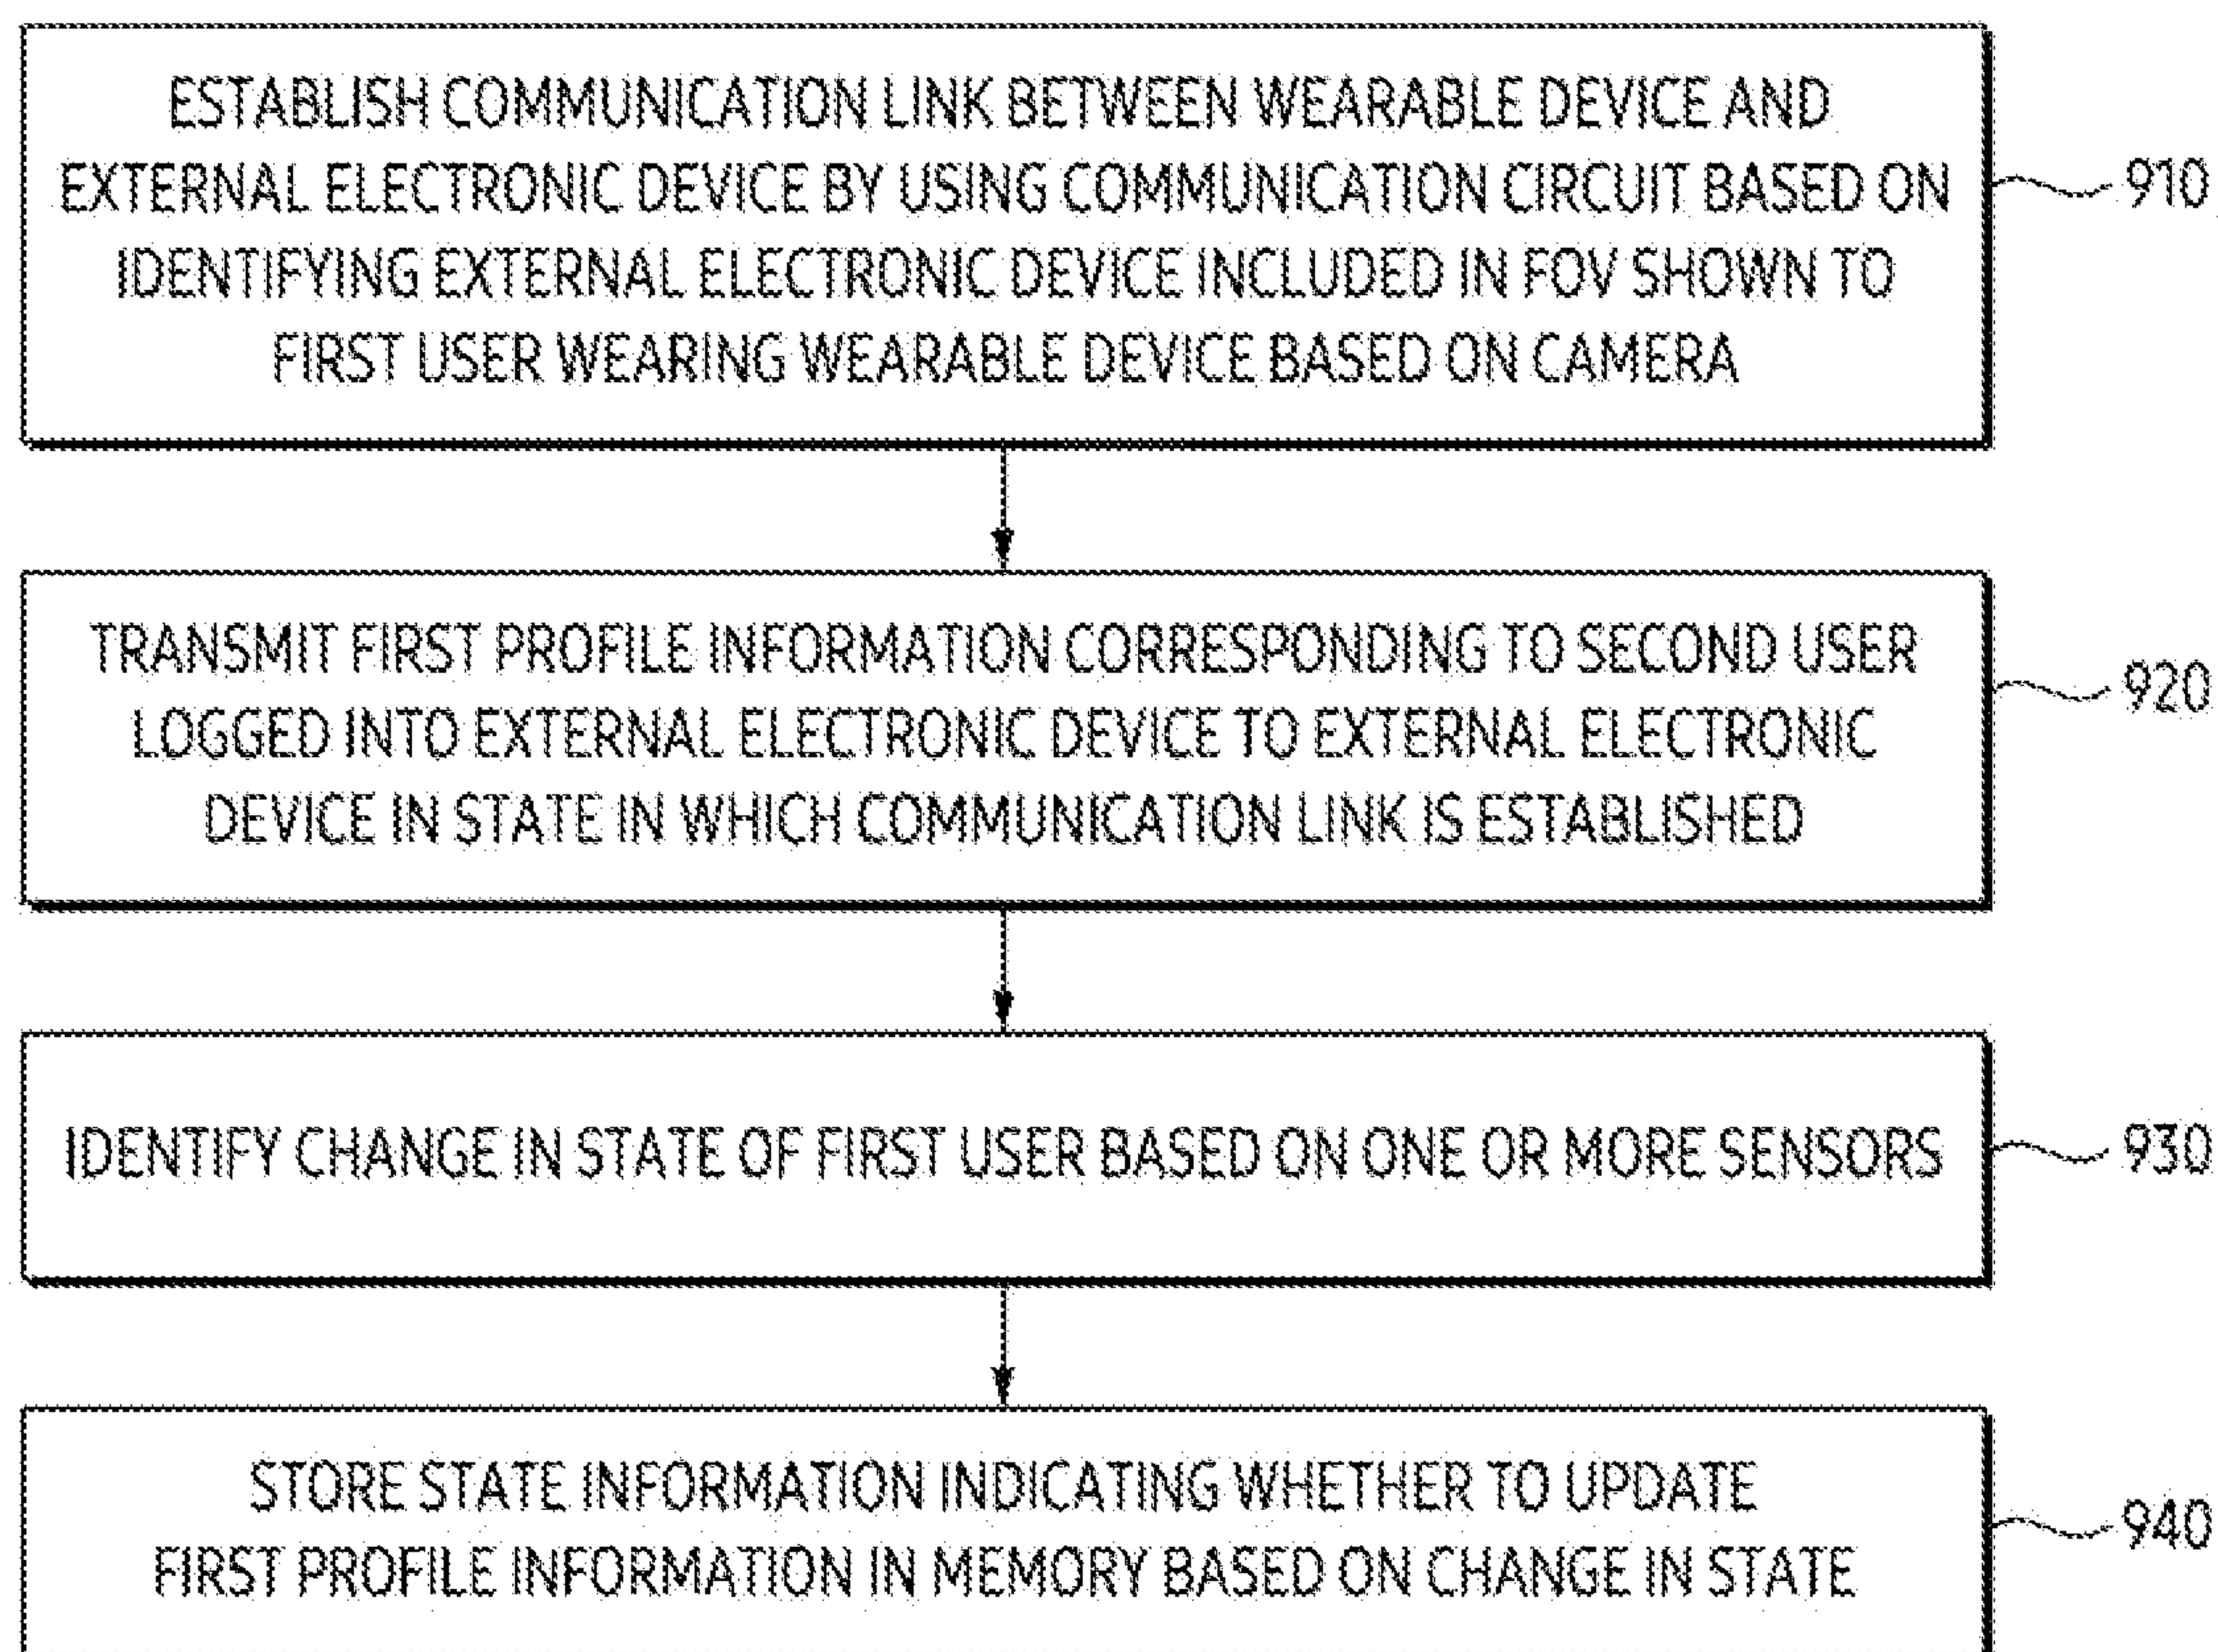 ESTABLISH COMMUNICATION LINK BETWEEN WEARABLE DEVICE AND
EXTERNAL ELECTRONIC DEVICE BY USING COMMUNICATION CIRCUIT BASED ON
IDENTIFYING EXTERNAL ELECTRONIC DEVICE INCLUDED IN FOV SHOWN TO
FIRST USER WEARING WEARABLE DEVICE BASED ON CAMERA
910
TRANSMIT FIRST PROFILE INFORMATION CORRESPONDING TO SECOND USER
LOGGED INTO EXTERNAL ELECTRONIC DEVICE TO EXTERNAL ELECTRONIC
DEVICE IN STATE IN WHICH COMMUNICATION LINK IS ESTABLISHED
920
IDENTIFY CHANGE IN STATE OF FIRST USER BASED ON ONE OR MORE SENSORS
930
STORE STATE INFORMATION INDICATING WHETHER TO UPDATE
FIRST PROFILE INFORMATION IN MEMORY BASED ON CHANGE IN STATE
940